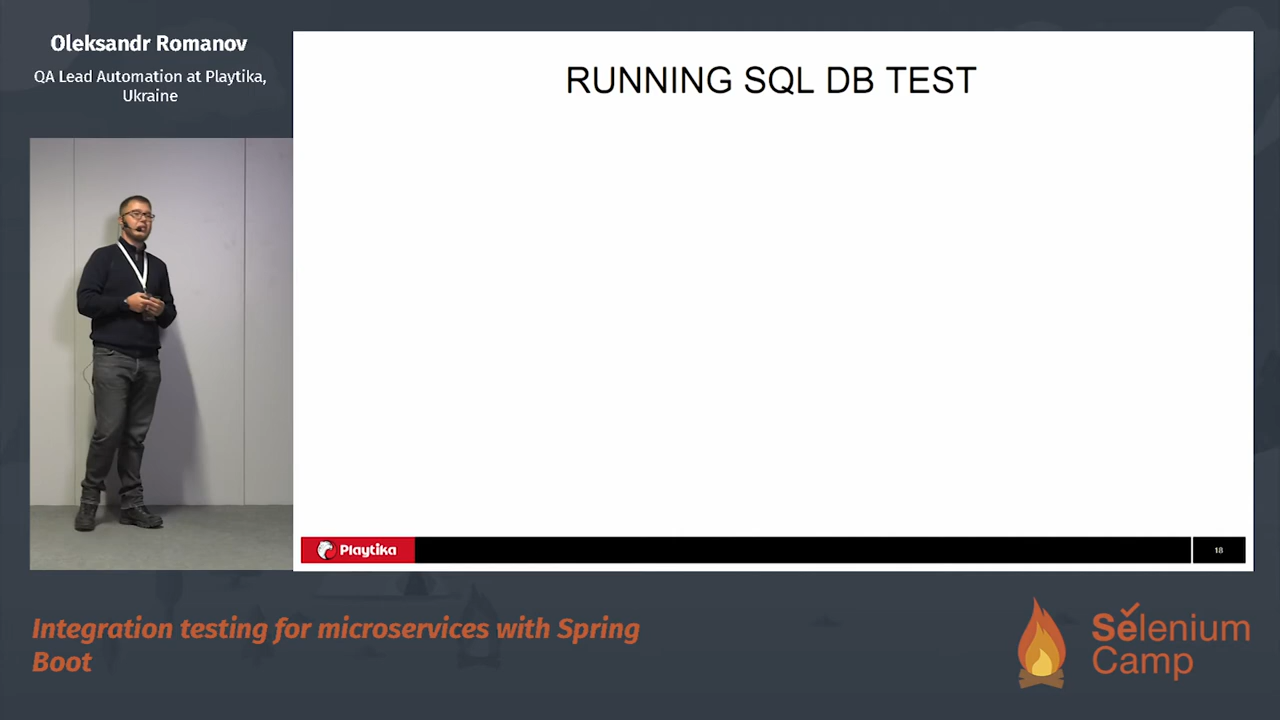 Oleksandr Romanov
QA Lead Automation at Playtika,
Ukraine
RUNNING SQL DB TEST
Playtika
18
Integration testing for microservices with Spring
Boot
Selenium
Camp